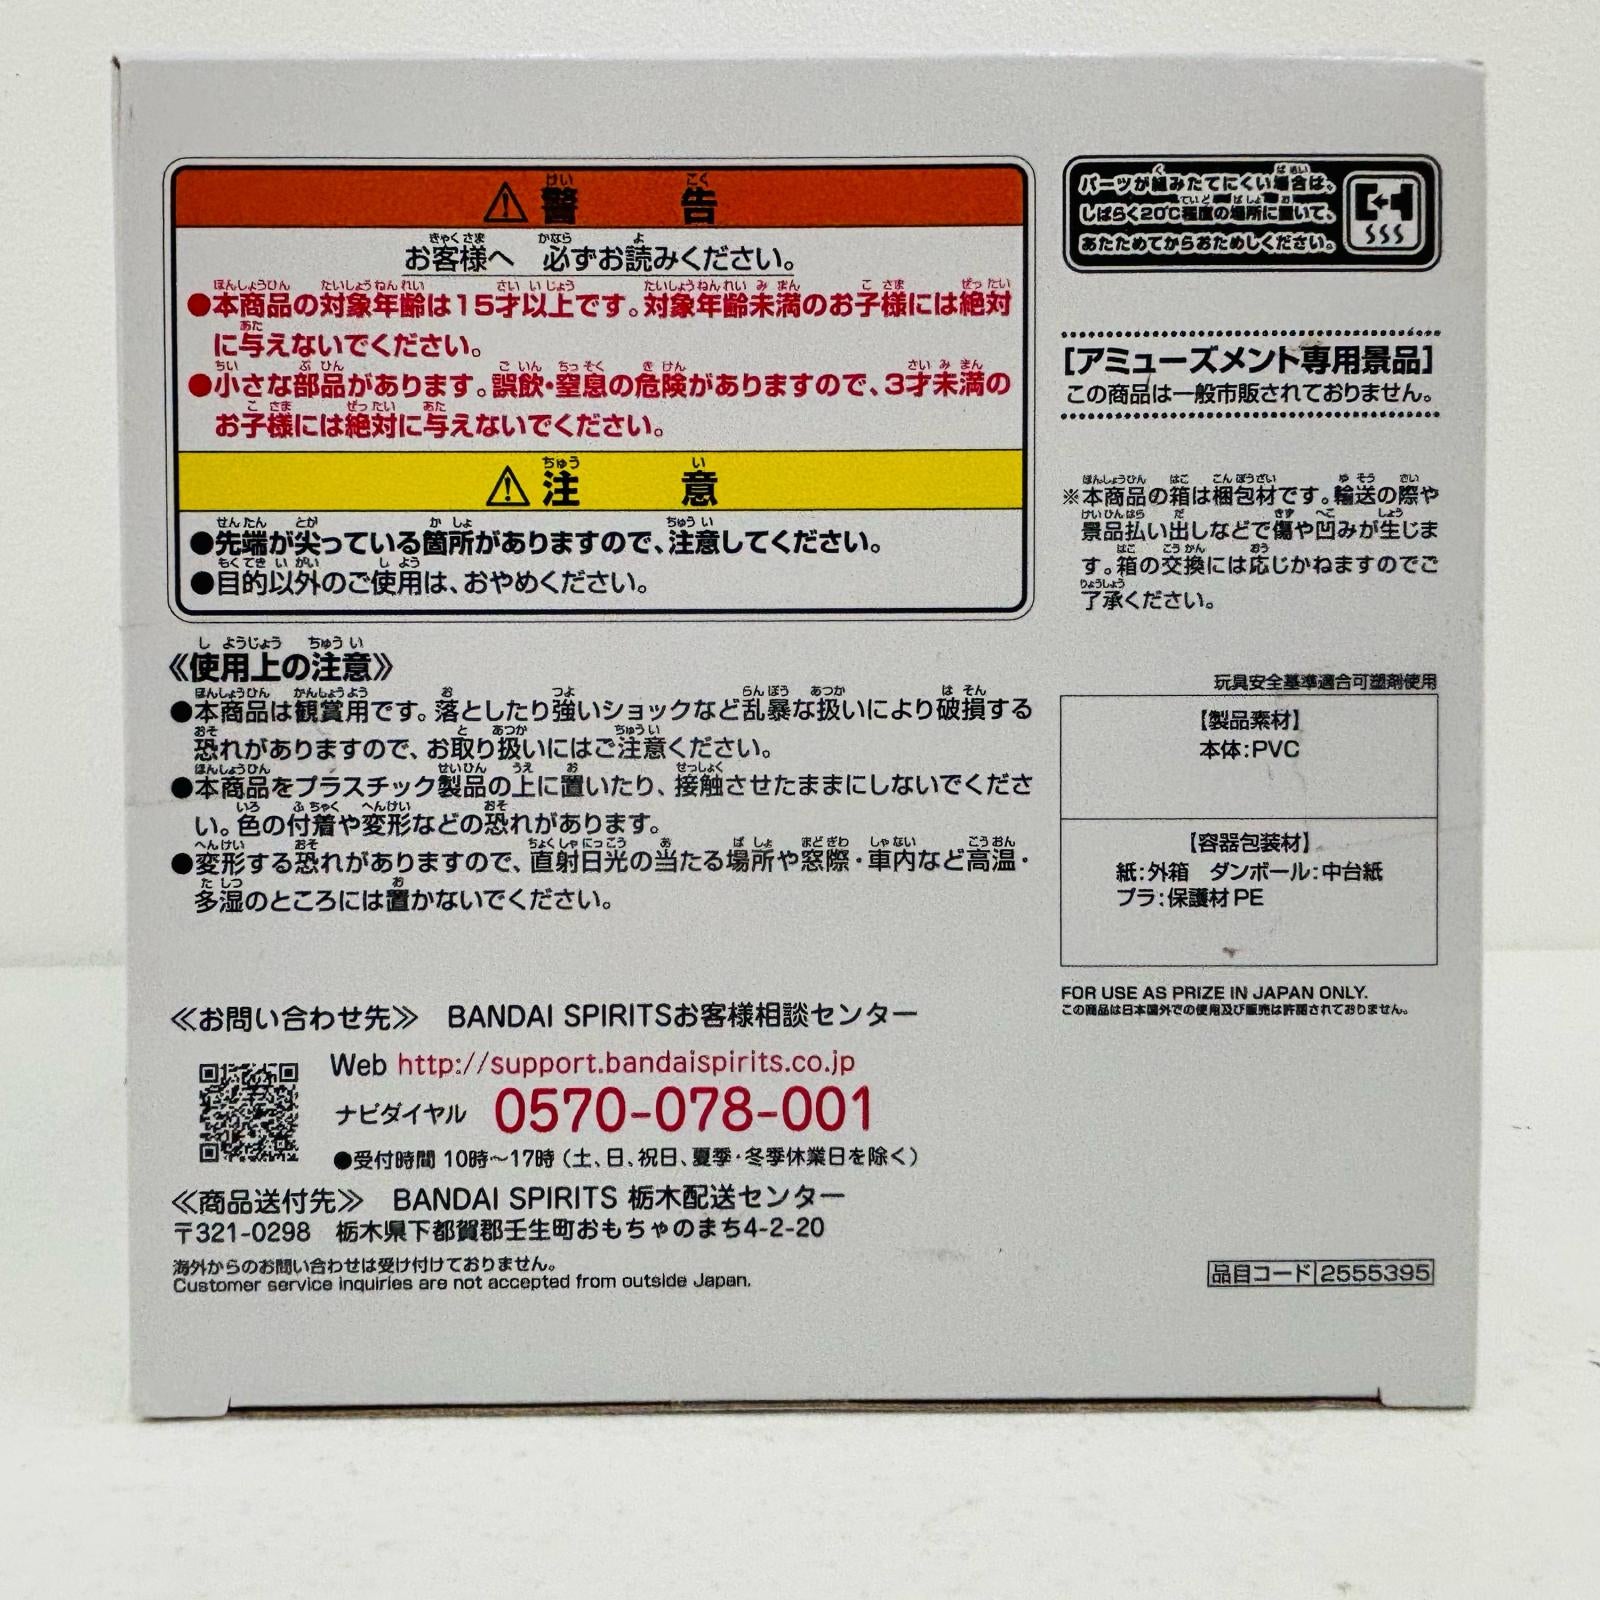 ⚠警告
お客様へ 必ずお読みください。
●本商品の対象年齢は15才以上です。対象年齢未満のお子様には絶対
に与えないでください。
●小さな部品があります。誤飲・窒息の危険がありますので、3才未満の
お子様には絶対に与えないでください。
⚠注意
●先端が尖っている箇所がありますので、注意してください。
●目的以外のご使用は、おやめください。
《使用上の注意》
●本商品は観賞用です。落としたり強いショックなど乱暴な扱いにより破損する
恐れがありますので、お取り扱いにはご注意ください。
●本商品をプラスチック製品の上に置いたり、接触させたままにしないでくださ
い。色の付着や変形などの恐れがあります。
●変形する恐れがありますので、直射日光の当たる場所や窓際・車内など高温・
多湿のところには置かないでください。
≪お問い合わせ先≫ BANDAI SPIRITSお客様相談センター
Web http://support.bandaispirits.co.jp
ナビダイヤル 0570-078-001
●受付時間 10時～17時(土、日、祝日、夏季・冬季休業日を除く)
≪商品送付先≫ BANDAI SPIRITS 栃木配送センター
〒321-0298 栃木県下都賀郡壬生町おもちゃのまち4-2-20
海外からのお問い合わせは受け付けておりません。
Customer service inquiries are not accepted from outside Japan.
パーツが組みたてにくい場合は、
しばらく20℃程度の場所に置いて、
あたためてからおためしください。
[アミューズメント専用景品]
この商品は一般市販されておりません。
※本商品の箱は梱包材です。輸送の際や
景品払い出しなどで傷や凹みが生じま
す。箱の交換には応じかねますのでご
了承ください。
玩具安全基準適合可塑剤使用
【製品素材】
本体:PVC
【容器包装材】
紙:外箱 ダンボール:中台紙
プラ:保護材 PE
FOR USE AS PRIZE IN JAPAN ONLY.
この商品は日本国外での使用及び販売は許諾されておりません。
品目コード 2555395